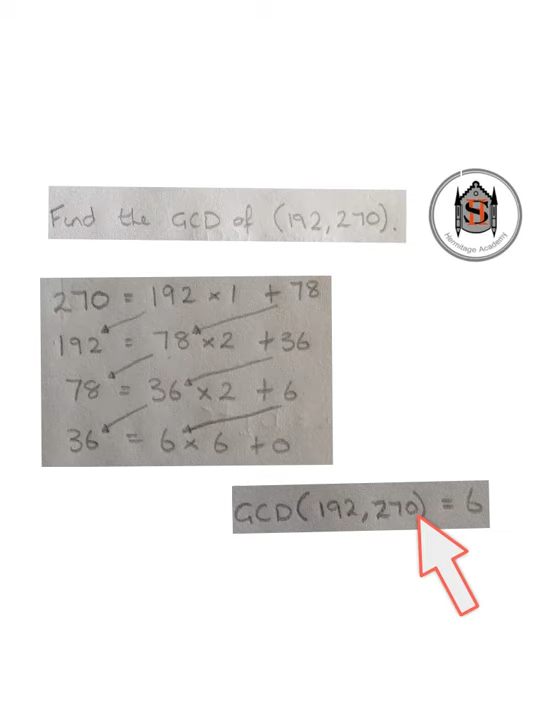 Find the GCD of (192, 270).
Hermitage Academy
270 = 192 × 1 + 78
192 = 78 × 2 + 36
78 = 36 × 2 + 6
36 = 6 × 6 + 0
GCD(192, 270) = 6